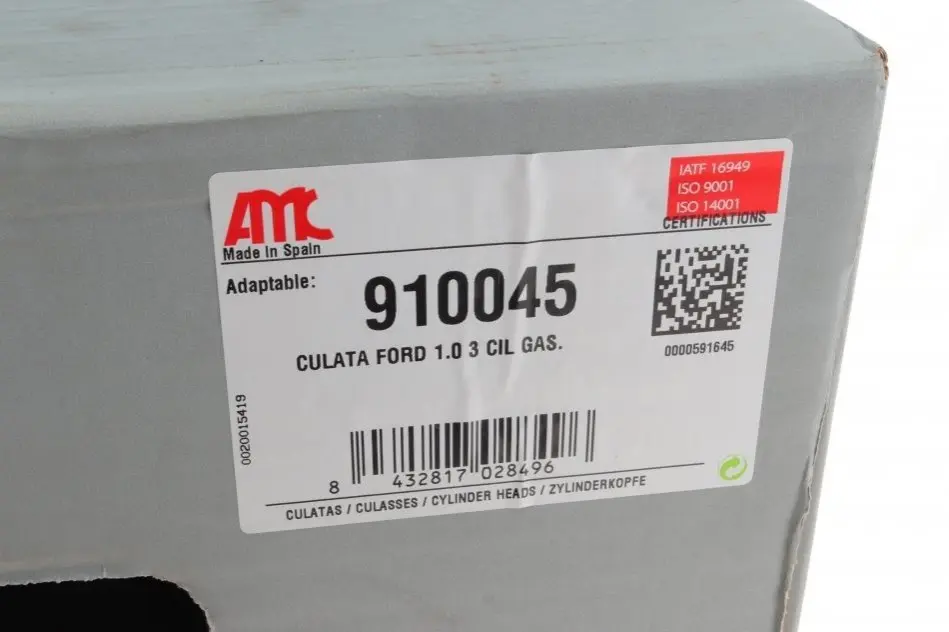 AMC
Made In Spain
IATF 16949
ISO 9001
ISO 14001
CERTIFICATIONS
Adaptable:
910045
CULATA FORD 1.0 3 CIL GAS.
0000591645
0020015419
8 432817 028496
CULATAS / CULASSES / CYLINDER HEADS / ZYLINDERKOPFE